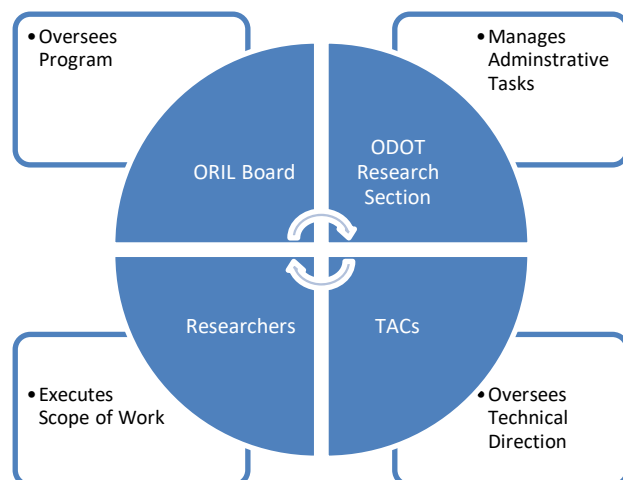 •Oversees
Program
•Manages
Adminstrative
Tasks
ORIL Board
ODOT
Research
Section
Researchers
TACs
•Executes
Scope of Work
•Oversees
Technical
Direction